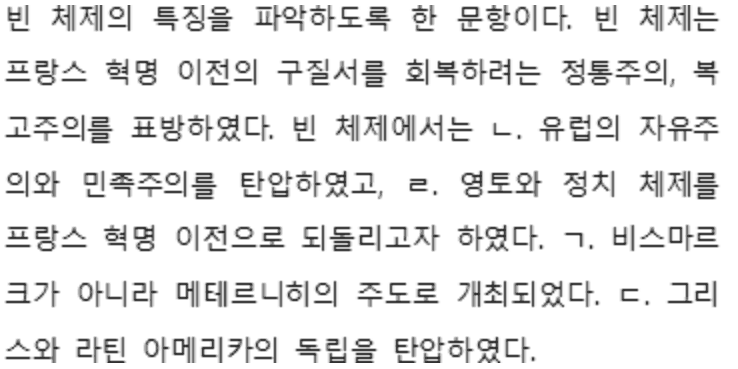 빈 체제의 특징을 파악하도록 한 문항이다. 빈 체제는
프랑스 혁명 이전의 구질서를 회복하려는 정통주의, 복
고주의를 표방하였다. 빈 체제에서는 ㄴ. 유럽의 자유주
의와 민족주의를 탄압하였고, ㄹ. 영토와 정치 체제를
프랑스 혁명 이전으로 되돌리고자 하였다. ㄱ. 비스마르
크가 아니라 메테르니히의 주도로 개최되었다. ㄷ. 그리
스와 라틴 아메리카의 독립을 탄압하였다.